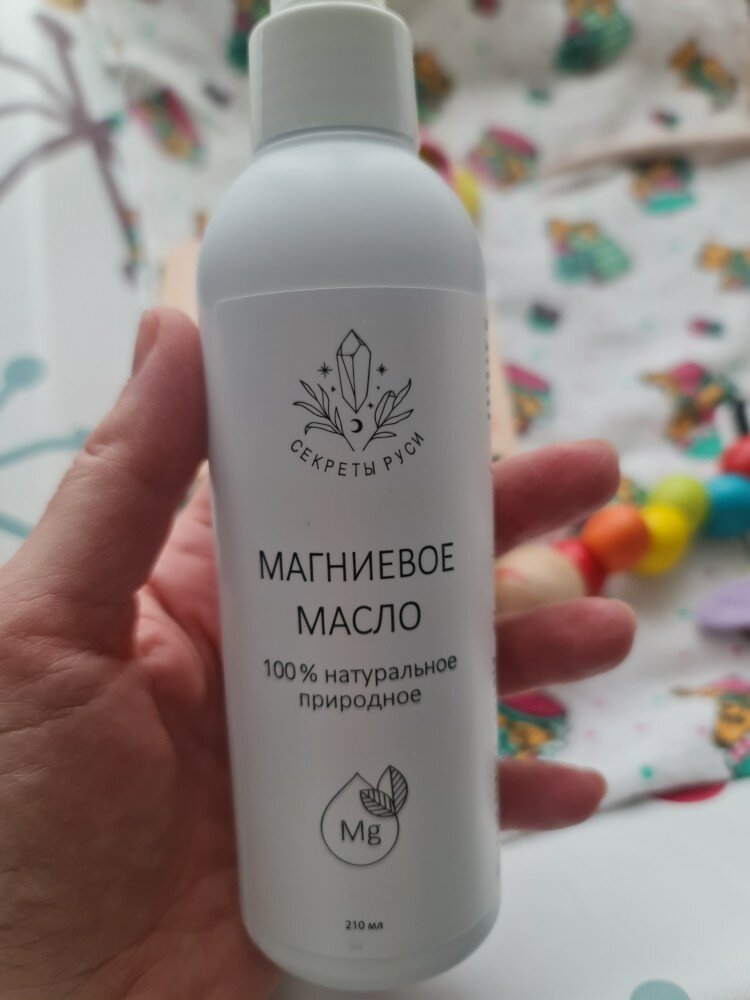 СЕКРЕТЫ РУСИ
МАГНИЕВОЕ
МАСЛО
100% натуральное
природное
Mg
210 мл